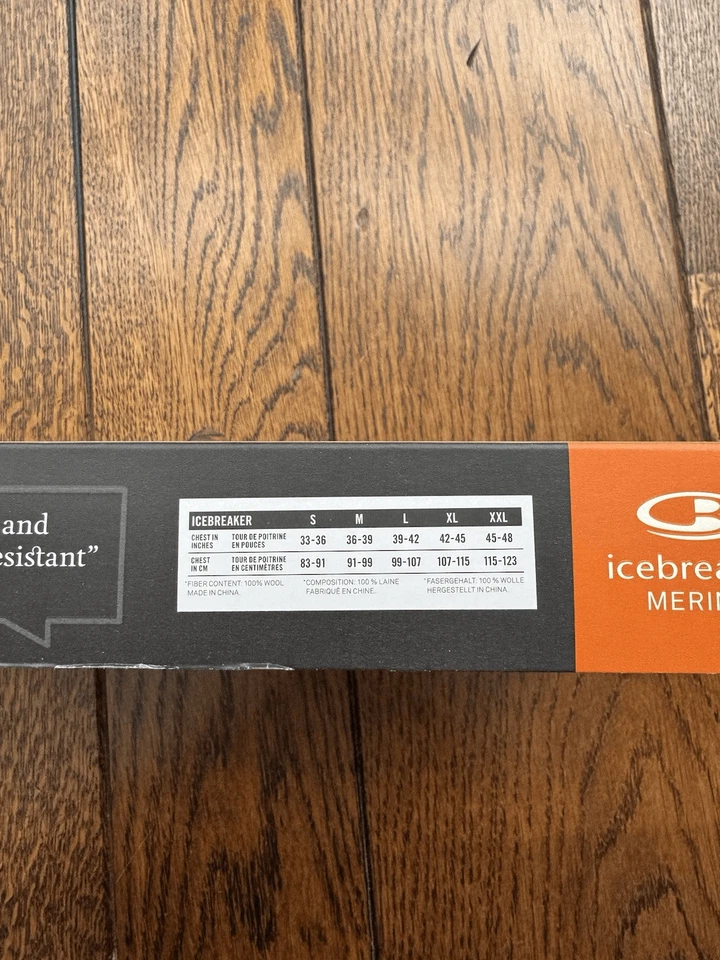 and
esistant”
ICEBREAKER S M L XL XXL
CHEST IN INCHES TOUR DE POITRINE EN POUCES 33-36 36-39 39-42 42-45 45-48
CHEST IN CM TOUR DE POITRINE EN CENTIMÈTRES 83-91 91-99 99-107 107-115 115-123
*FIBER CONTENT: 100% WOOL
MADE IN CHINA.
*COMPOSITION: 100 % LAINE
FABRIQUÉ EN CHINE.
*FASERGEHALT: 100 % WOLLE
HERGESTELLT IN CHINA.
icebrea
MERIN